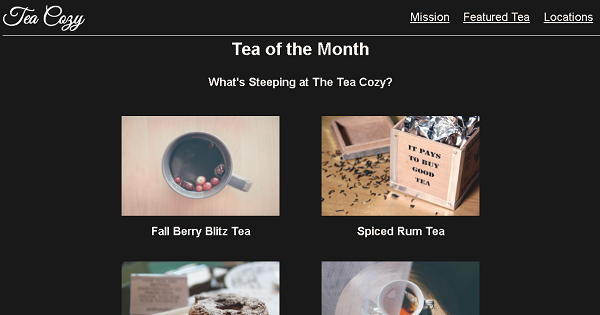 Tea Cozy
Mission Featured Tea Locations
Tea of the Month
What's Steeping at The Tea Cozy?
IT PAYS
TO BUY
GOOD
TEA
Fall Berry Blitz Tea
Spiced Rum Tea